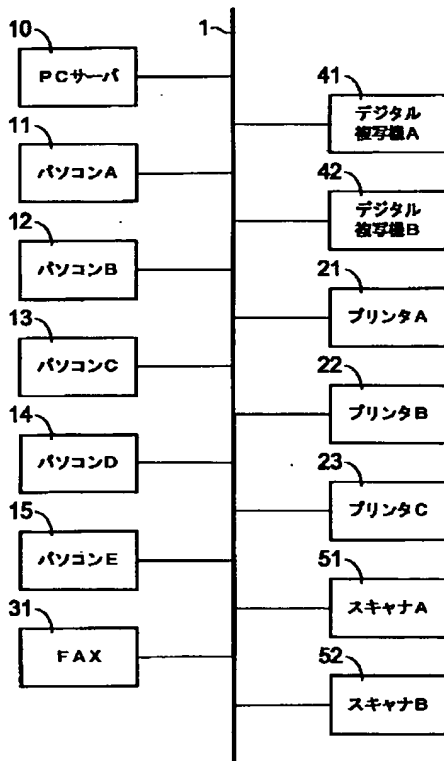 1
10
PCサーバ
11
パソコンA
12
パソコンB
13
パソコンC
14
パソコンD
15
パソコンE
31
FAX
41
デジタル
複写機A
42
デジタル
複写機B
21
プリンタA
22
プリンタB
23
プリンタC
51
スキャナA
52
スキャナB